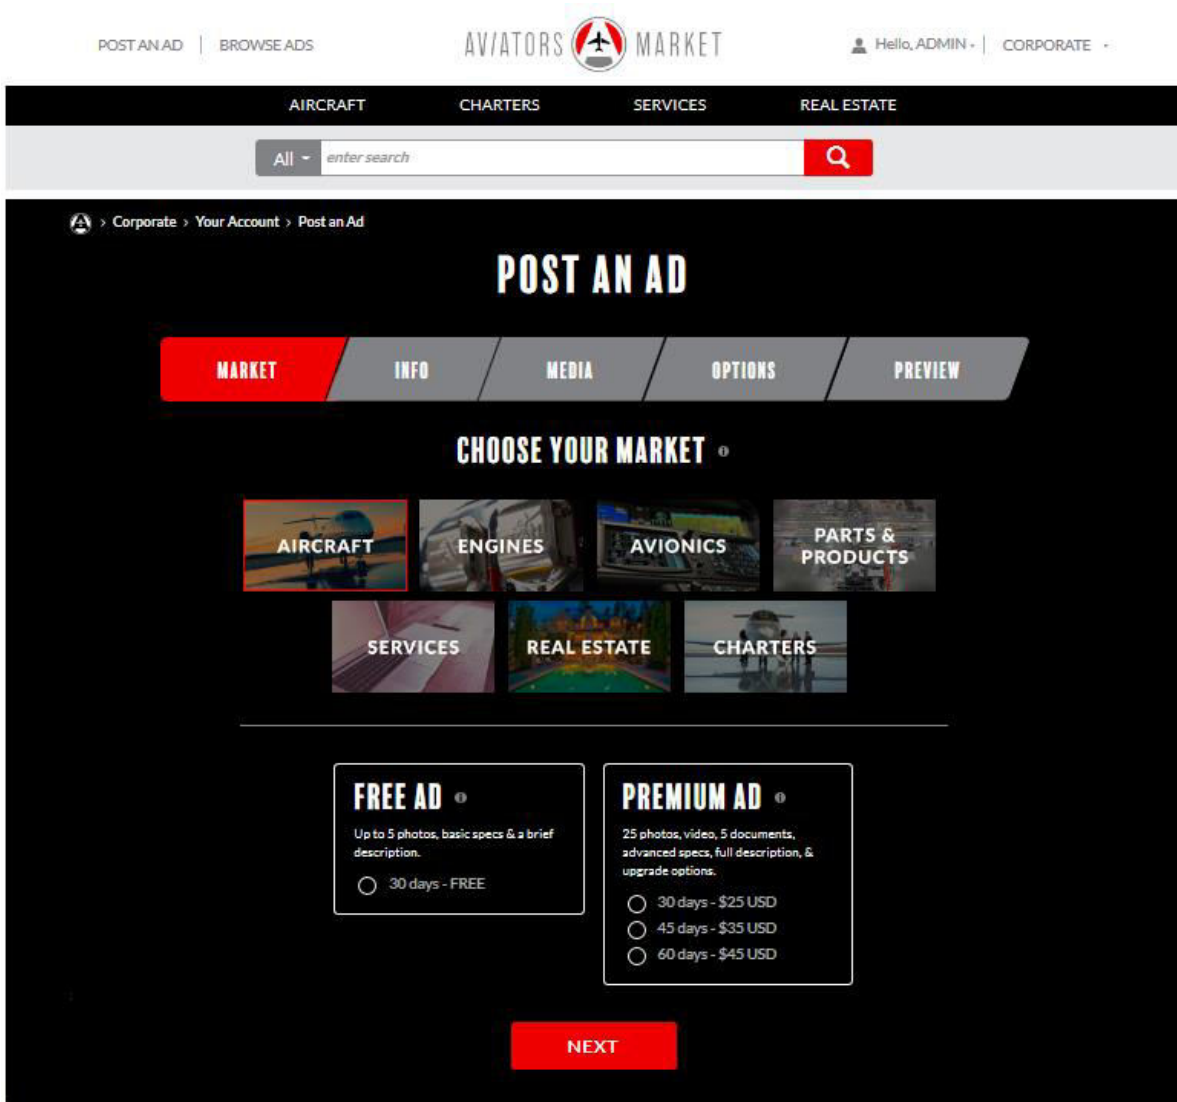 POST AN AD | BROWSE ADS
AV/ATORS MARKET
Hello, ADMIN
CORPORATE
AIRCRAFT CHARTERS SERVICES REAL ESTATE
All enter search
› Corporate › Your Account › Post an Ad
POST AN AD
MARKET INFO MEDIA OPTIONS PREVIEW
CHOOSE YOUR MARKET
AIRCRAFT
ENGINES
AVIONICS
PARTS &
PRODUCTS
SERVICES
REAL ESTATE
CHARTERS
FREE AD
Up to 5 photos, basic specs & a brief
description.
30 days - FREE
PREMIUM AD
25 photos, video, 5 documents,
advanced specs, full description, &
upgrade options.
30 days - $25 USD
45 days - $35 USD
60 days - $45 USD
NEXT